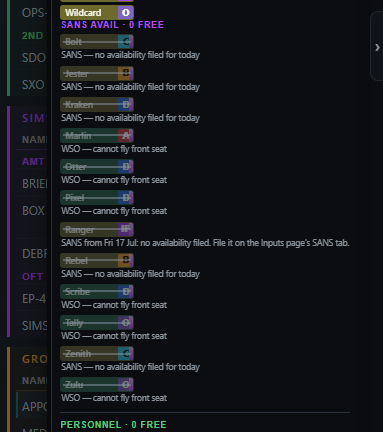 OPS-
2ND
SDO
SXO
SIM
NAM
AMT
BRIE
BOX
DEBR
OFT
EP-4
SIMS
GRO
NAM
APPO
Wildcard O
SANS AVAIL · 0 FREE
Bolt C
SANS — no availability filed for today
Jester B
SANS — no availability filed for today
Kraken D
SANS — no availability filed for today
Marlin A
WSO — cannot fly front seat
Otter D
WSO — cannot fly front seat
Pixel D
WSO — cannot fly front seat
Ranger IF
SANS from Fri 17 Jul: no availability filed. File it on the Inputs page's SANS tab.
Rebel B
SANS — no availability filed for today
Scribe D
WSO — cannot fly front seat
Tally O
WSO — cannot fly front seat
Zenith C
SANS — no availability filed for today
Zulu O
WSO — cannot fly front seat
PERSONNEL · 0 FREE